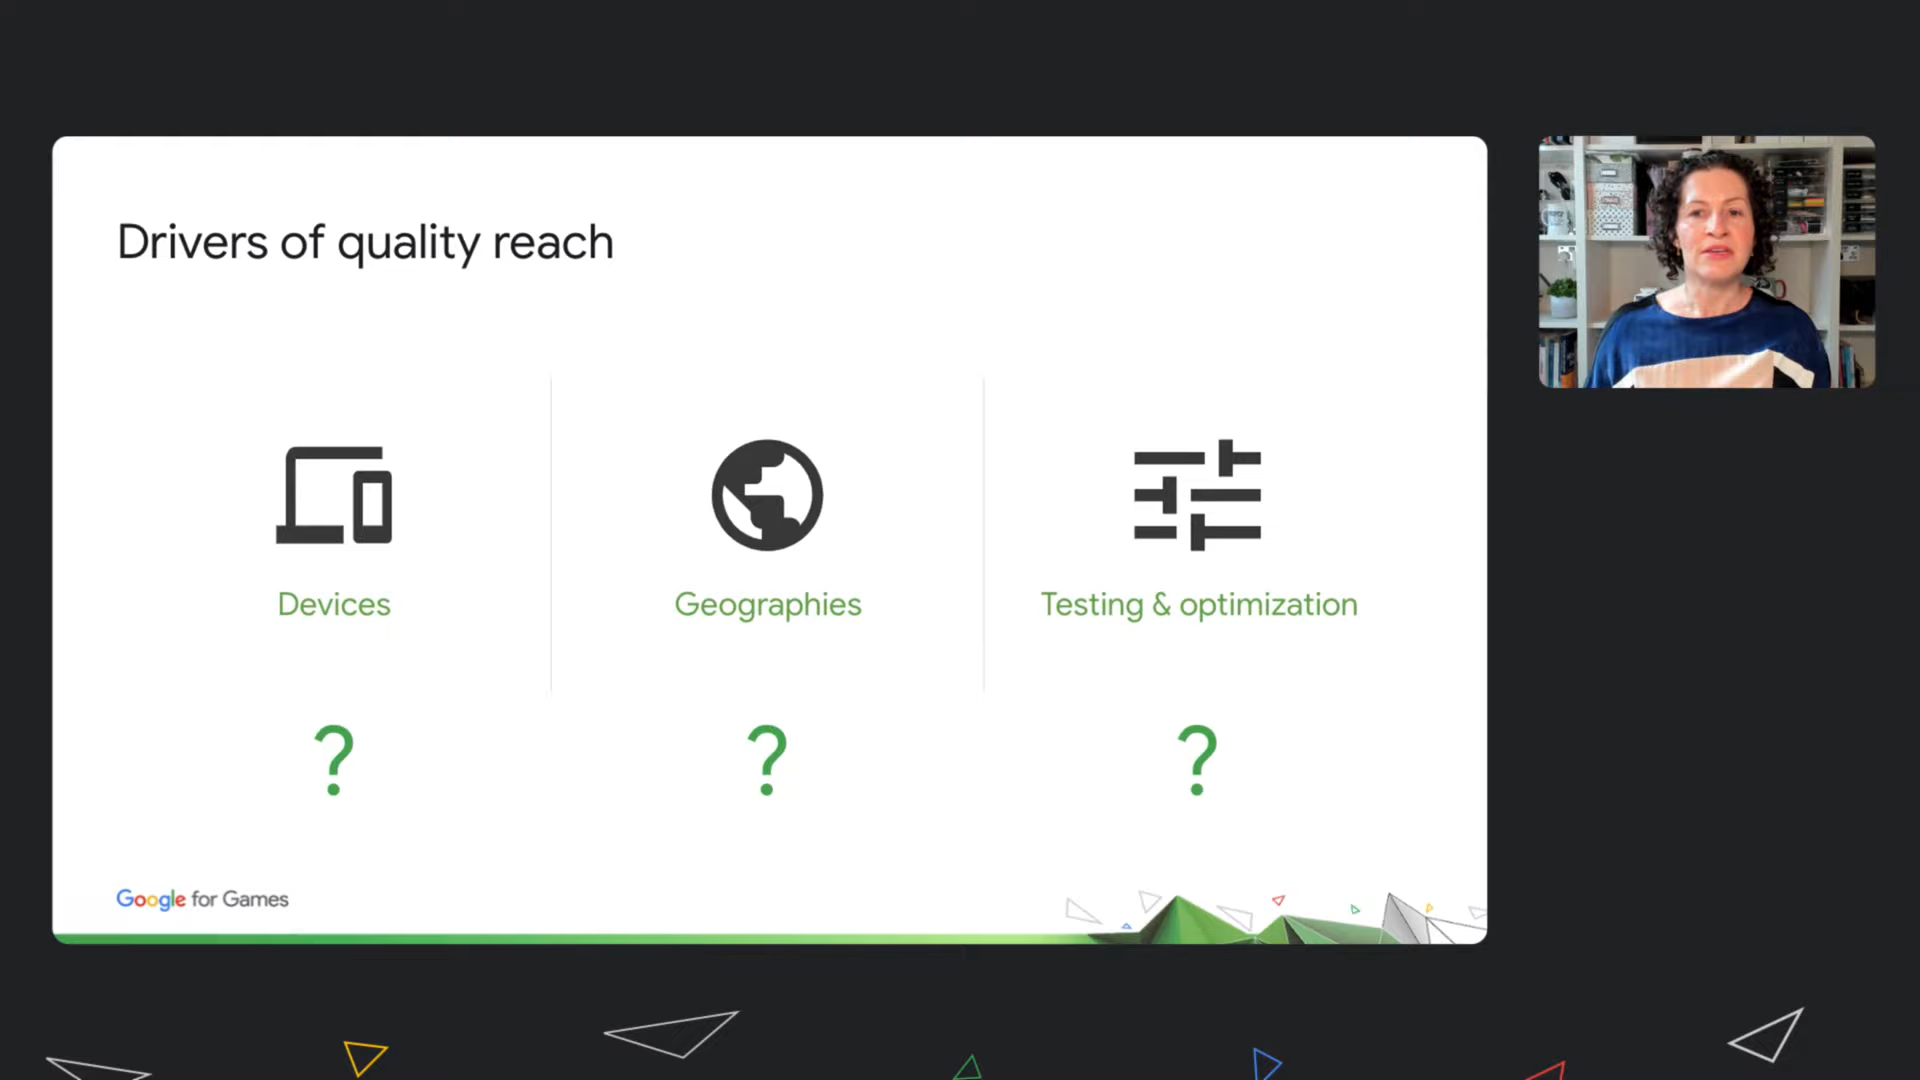 Drivers of quality reach
Devices
Geographies
Testing & optimization
?
?
?
Google for Games